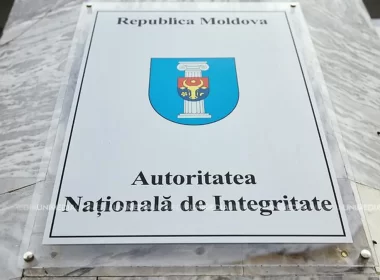 Republica Moldova
Autoritatea
Națională de Integritate